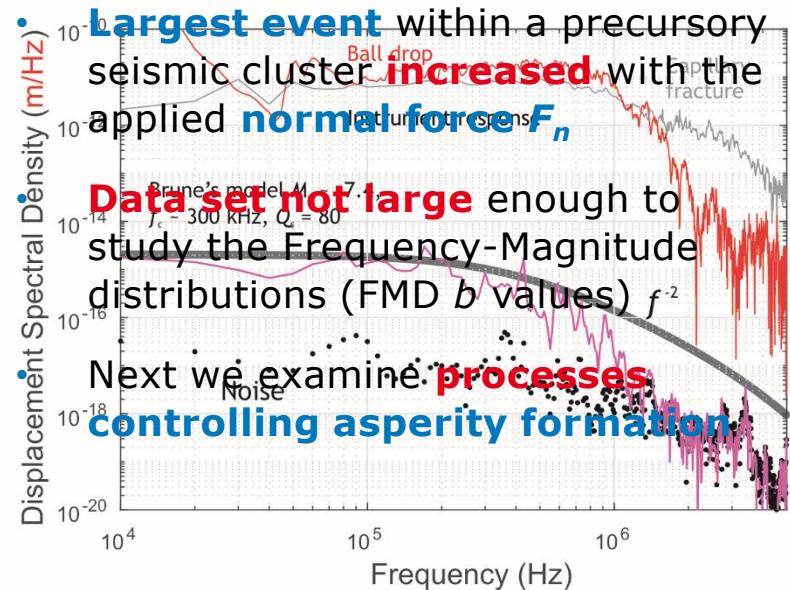 • Largest event within a precursory
seismic cluster increased with the
applied normal force Fn
• Data set not large enough to
study the Frequency-Magnitude
distributions (FMD b values)
• Next we examine processes
controlling asperity formation
Displacement Spectral Density (m/Hz)
10-10
10-14
10-16
10-18
10-20
Ball drop
fracture
Instrument response
Brune's model M ~ -7.
~ 300 kHz, Q = 80
f -2
Noise
104
105
106
Frequency (Hz)